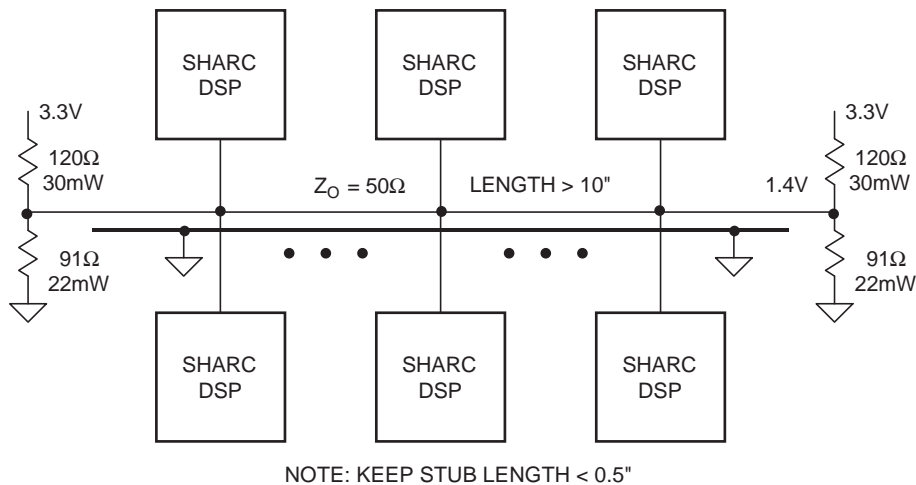 SHARC
DSP
SHARC
DSP
SHARC
DSP
3.3V
120Ω
30mW
3.3V
120Ω
30mW
Z_O = 50Ω
LENGTH > 10"
1.4V
91Ω
22mW
91Ω
22mW
SHARC
DSP
SHARC
DSP
SHARC
DSP
NOTE: KEEP STUB LENGTH < 0.5"